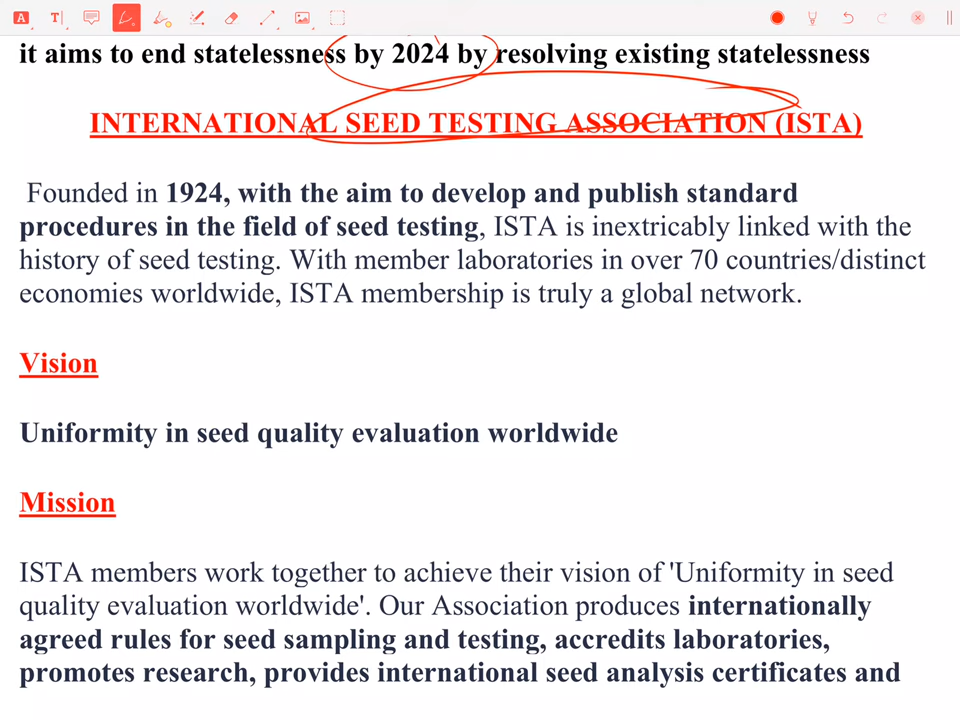 it aims to end statelessness by 2024 by resolving existing statelessness
INTERNATIONAL SEED TESTING ASSOCIATION (ISTA)
Founded in 1924, with the aim to develop and publish standard
procedures in the field of seed testing, ISTA is inextricably linked with the
history of seed testing. With member laboratories in over 70 countries/distinct
economies worldwide, ISTA membership is truly a global network.
Vision
Uniformity in seed quality evaluation worldwide
Mission
ISTA members work together to achieve their vision of 'Uniformity in seed
quality evaluation worldwide'. Our Association produces internationally
agreed rules for seed sampling and testing, accredits laboratories,
promotes research, provides international seed analysis certificates and